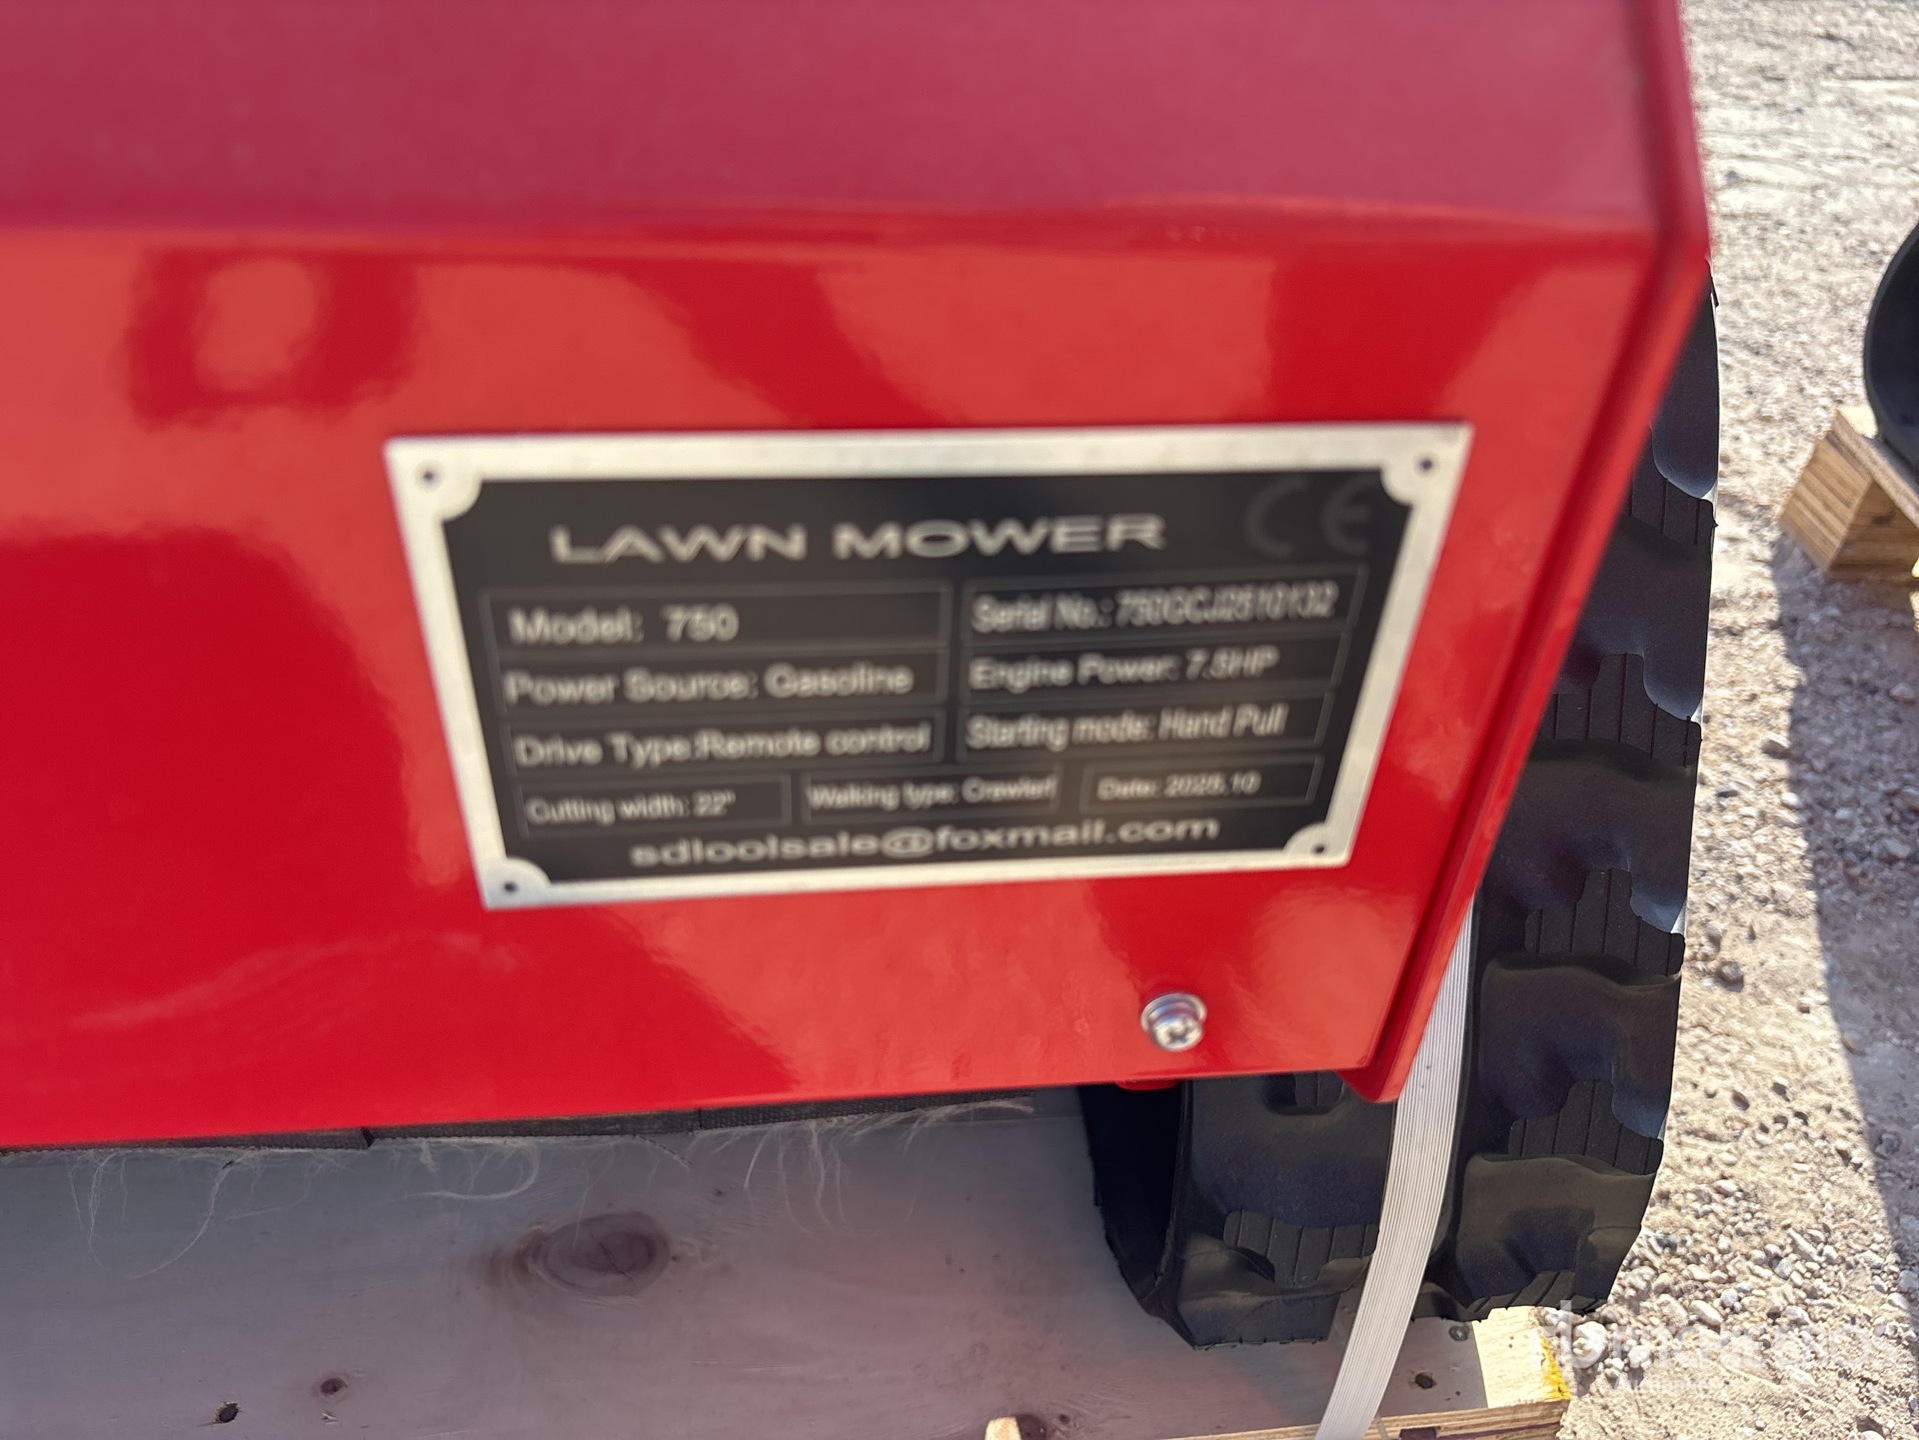 LAWN MOWER CE
Model: 750
Serial No.: 750GCJ2510132
Power Source: Gasoline
Engine Power: 7.5HP
Drive Type:Remote control
Starting mode: Hand Pull
Cutting width: 22"
Walking type: Crawler
Date: 2025.10
sdtoolsale@foxmail.com